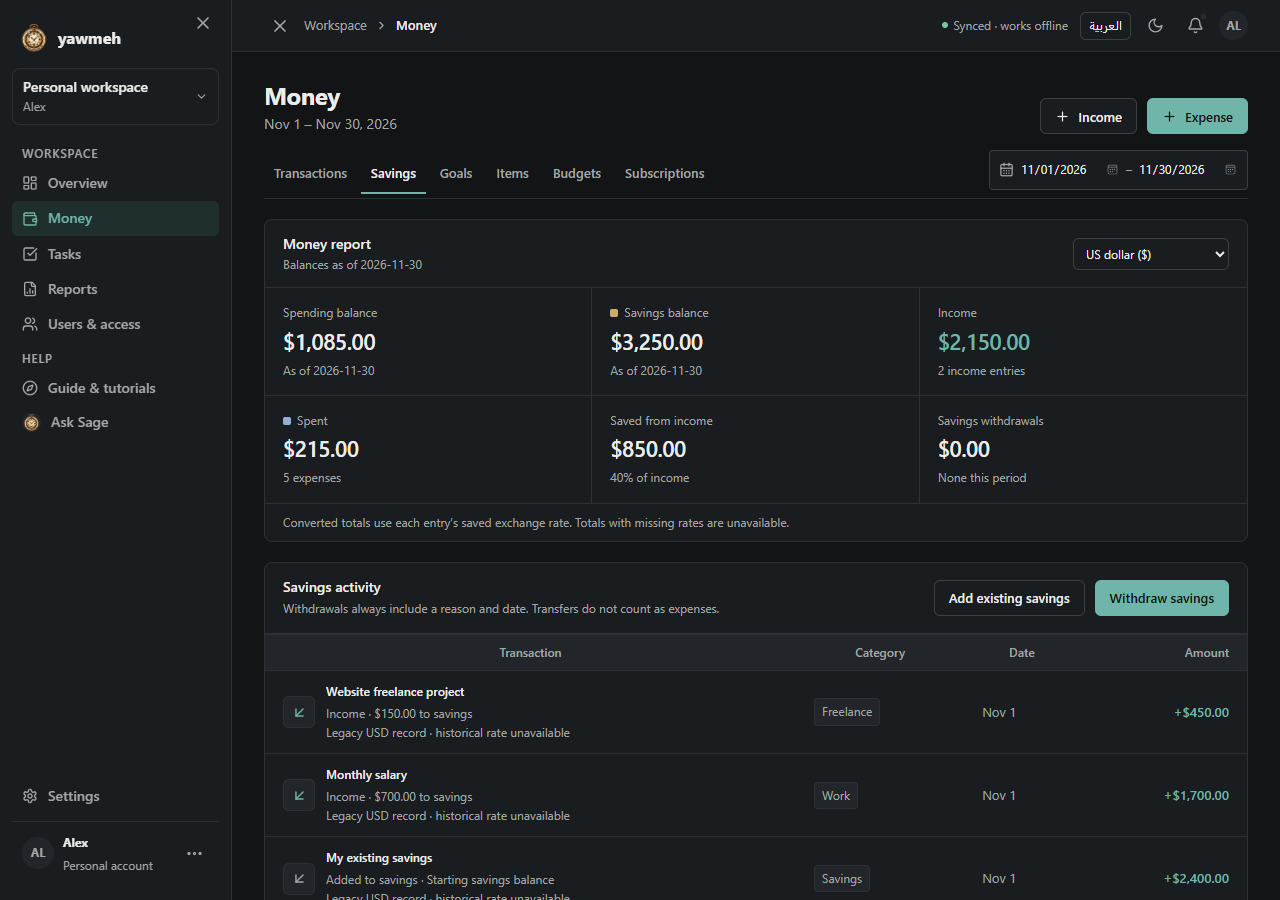 yawmeh
Personal workspace
Alex
WORKSPACE
Overview
Money
Tasks
Reports
Users & access
HELP
Guide & tutorials
Ask Sage
Settings
AL
Alex
Personal account
Workspace > Money
Synced · works offline
العربية
AL
Money
Nov 1 – Nov 30, 2026
+ Income
+ Expense
Transactions
Savings
Goals
Items
Budgets
Subscriptions
11/01/2026 – 11/30/2026
Money report
Balances as of 2026-11-30
US dollar ($)
Spending balance
$1,085.00
As of 2026-11-30
Savings balance
$3,250.00
As of 2026-11-30
Income
$2,150.00
2 income entries
Spent
$215.00
5 expenses
Saved from income
$850.00
40% of income
Savings withdrawals
$0.00
None this period
Converted totals use each entry's saved exchange rate. Totals with missing rates are unavailable.
Savings activity
Withdrawals always include a reason and date. Transfers do not count as expenses.
Add existing savings
Withdraw savings
Transaction Category Date Amount
Website freelance project
Income · $150.00 to savings
Legacy USD record · historical rate unavailable
Freelance
Nov 1
+$450.00
Monthly salary
Income · $700.00 to savings
Legacy USD record · historical rate unavailable
Work
Nov 1
+$1,700.00
My existing savings
Added to savings · Starting savings balance
Legacy USD record · historical rate unavailable
Savings
Nov 1
+$2,400.00